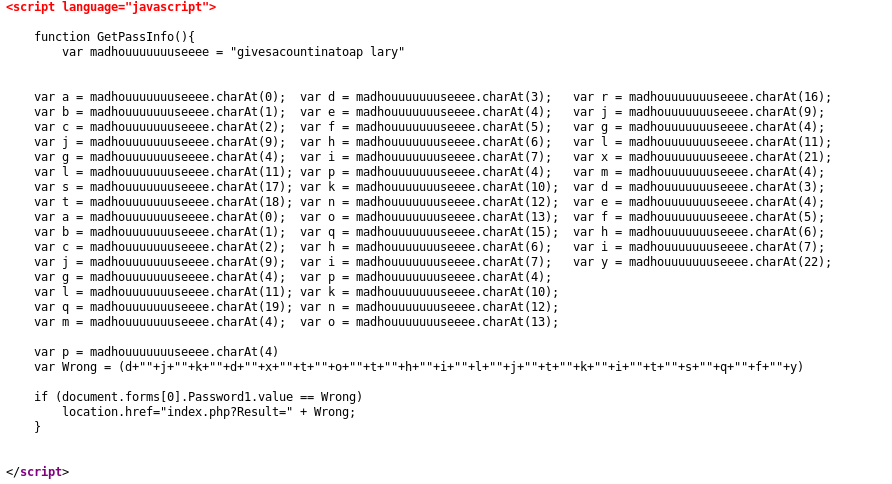 <script language="javascript">
function GetPassInfo(){
var madhouuuuuuuseeee = "givesacountinatoap lary"
var a = madhouuuuuuuseeee.charAt(0); var d = madhouuuuuuuseeee.charAt(3); var r = madhouuuuuuuseeee.charAt(16);
var b = madhouuuuuuuseeee.charAt(1); var e = madhouuuuuuuseeee.charAt(4); var j = madhouuuuuuuseeee.charAt(9);
var c = madhouuuuuuuseeee.charAt(2); var f = madhouuuuuuuseeee.charAt(5); var g = madhouuuuuuuseeee.charAt(4);
var j = madhouuuuuuuseeee.charAt(9); var h = madhouuuuuuuseeee.charAt(6); var l = madhouuuuuuuseeee.charAt(11);
var g = madhouuuuuuuseeee.charAt(4); var i = madhouuuuuuuseeee.charAt(7); var x = madhouuuuuuuseeee.charAt(21);
var l = madhouuuuuuuseeee.charAt(11); var p = madhouuuuuuuseeee.charAt(4); var m = madhouuuuuuuseeee.charAt(4);
var s = madhouuuuuuuseeee.charAt(17); var k = madhouuuuuuuseeee.charAt(10); var d = madhouuuuuuuseeee.charAt(3);
var t = madhouuuuuuuseeee.charAt(18); var n = madhouuuuuuuseeee.charAt(12); var e = madhouuuuuuuseeee.charAt(4);
var a = madhouuuuuuuseeee.charAt(0); var o = madhouuuuuuuseeee.charAt(13); var f = madhouuuuuuuseeee.charAt(5);
var b = madhouuuuuuuseeee.charAt(1); var q = madhouuuuuuuseeee.charAt(15); var h = madhouuuuuuuseeee.charAt(6);
var c = madhouuuuuuuseeee.charAt(2); var h = madhouuuuuuuseeee.charAt(6); var i = madhouuuuuuuseeee.charAt(7);
var j = madhouuuuuuuseeee.charAt(9); var i = madhouuuuuuuseeee.charAt(7); var y = madhouuuuuuuseeee.charAt(22);
var g = madhouuuuuuuseeee.charAt(4); var p = madhouuuuuuuseeee.charAt(4);
var l = madhouuuuuuuseeee.charAt(11); var k = madhouuuuuuuseeee.charAt(10);
var q = madhouuuuuuuseeee.charAt(19); var n = madhouuuuuuuseeee.charAt(12);
var m = madhouuuuuuuseeee.charAt(4); var o = madhouuuuuuuseeee.charAt(13);
var p = madhouuuuuuuseeee.charAt(4)
var Wrong = (d+""+j+""+k+""+d+""+x+""+t+""+o+""+t+""+h+""+i+""+l+""+j+""+t+""+k+""+i+""+t+""+s+""+q+""+f+""+y)
if (document.forms[0].Password1.value == Wrong)
location.href="index.php?Result=" + Wrong;
}
</script>